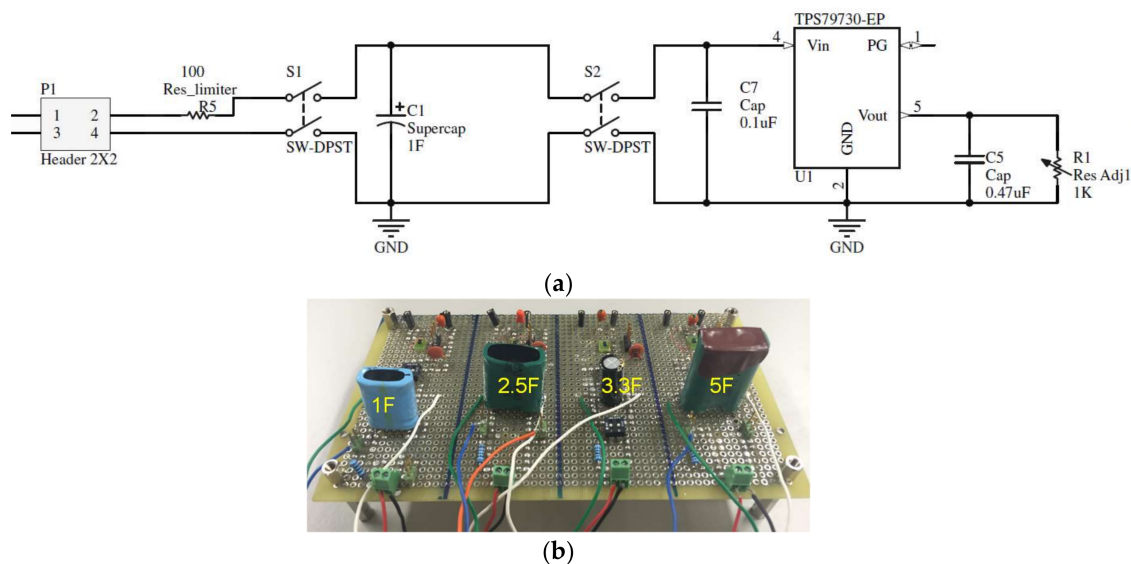 TPS79730-EP
4 Vin PG 1
100
Res_limiter
R5
S1
SW-DPST
P1
1 2
3 4
Header 2X2
C1
Supercap
1F
GND
S2
SW-DPST
C7
Cap
0.1uF
Vout 5
GND
U1
2
GND
C5
Cap
0.47uF
R1
Res Adj1
1K
(a)
1F
2.5F
3.3F
5F
(b)